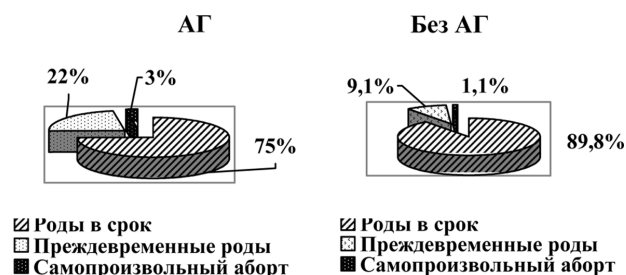 АГ
Без АГ
22%
3%
75%
9,1%
1,1%
89,8%
Роды в срок
Преждевременные роды
Самопроизвольный аборт
Роды в срок
Преждевременные роды
Самопроизвольный аборт